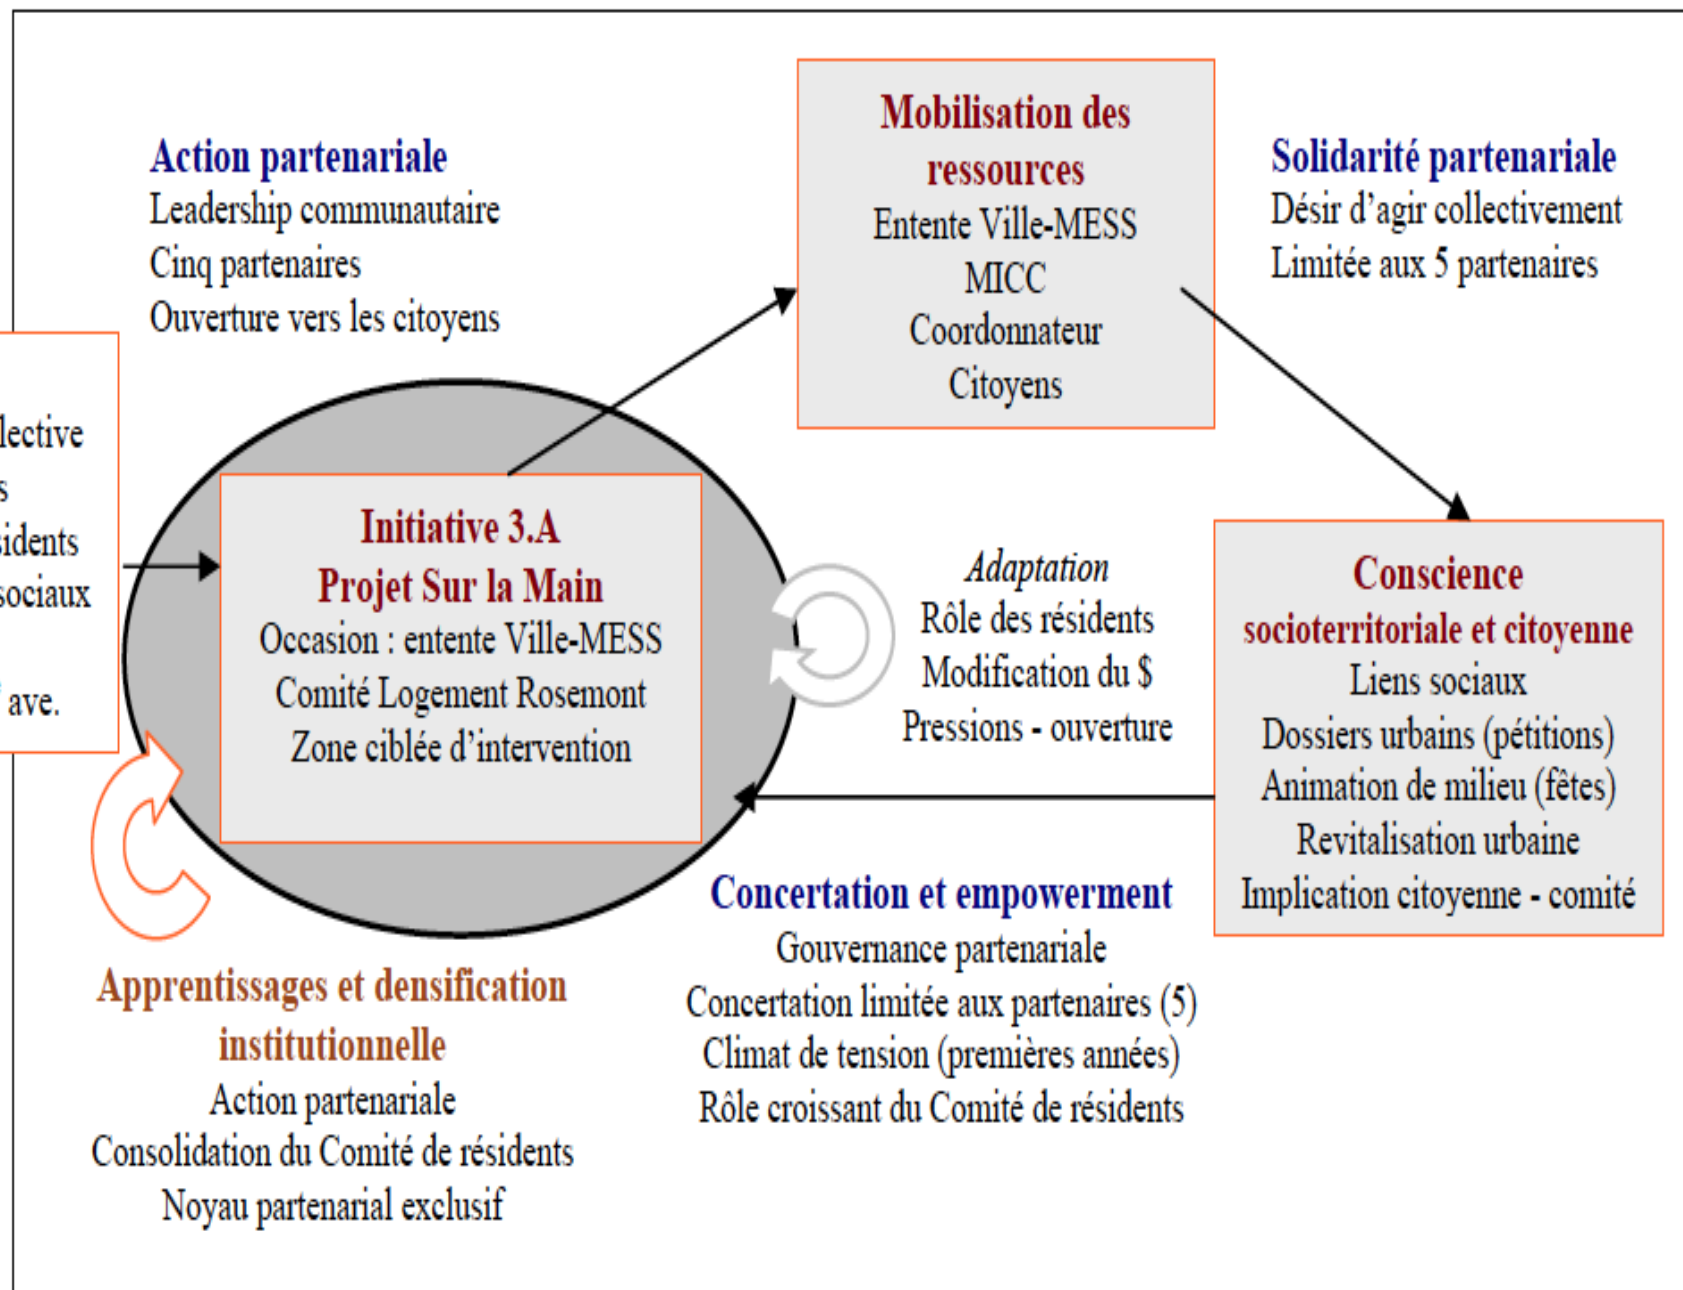 Action partenariale
Leadership communautaire
Cinq partenaires
Ouverture vers les citoyens
Mobilisation des
ressources
Entente Ville-MESS
MICC
Coordonnateur
Citoyens
Solidarité partenariale
Désir d’agir collectivement
Limitée aux 5 partenaires
sociaux
ave.
Initiative 3.A
Projet Sur la Main
Occasion : entente Ville-MESS
Comité Logement Rosemont
Zone ciblée d’intervention
Adaptation
Rôle des résidents
Modification du $
Pressions - ouverture
Conscience
socioterritoriale et citoyenne
Liens sociaux
Dossiers urbains (pétitions)
Animation de milieu (fêtes)
Revitalisation urbaine
Implication citoyenne - comité
Concertation et empowerment
Gouvernance partenariale
Concertation limitée aux partenaires (5)
Climat de tension (premières années)
Rôle croissant du Comité de résidents
Apprentissages et densification
institutionnelle
Action partenariale
Consolidation du Comité de résidents
Noyau partenarial exclusif